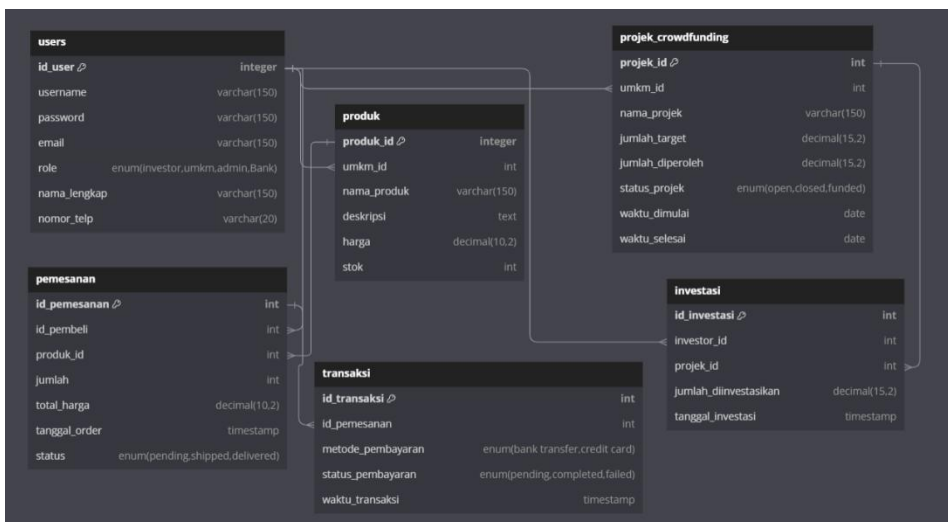 users
id_user integer
username varchar(150)
password varchar(150)
email varchar(150)
role enum(investor,umkm,admin,Bank)
nama_lengkap varchar(150)
nomor_telp varchar(20)
projek_crowdfunding
projek_id int
umkm_id int
nama_projek varchar(150)
jumlah_target decimal(15,2)
jumlah_diperoleh decimal(15,2)
status_projek enum(open,closed,funded)
waktu_dimulai date
waktu_selesai date
produk
produk_id integer
umkm_id int
nama_produk varchar(150)
deskripsi text
harga decimal(10,2)
stok int
pemesanan
id_pemesanan int
id_pembeli int
produk_id int
jumlah int
total_harga decimal(10,2)
tanggal_order timestamp
status enum(pending,shipped,delivered)
investasi
id_investasi int
investor_id int
projek_id int
jumlah_diinvestasikan decimal(15,2)
tanggal_investasi timestamp
transaksi
id_transaksi int
id_pemesanan int
metode_pembayaran enum(bank transfer,credit card)
status_pembayaran enum(pending,completed,failed)
waktu_transaksi timestamp